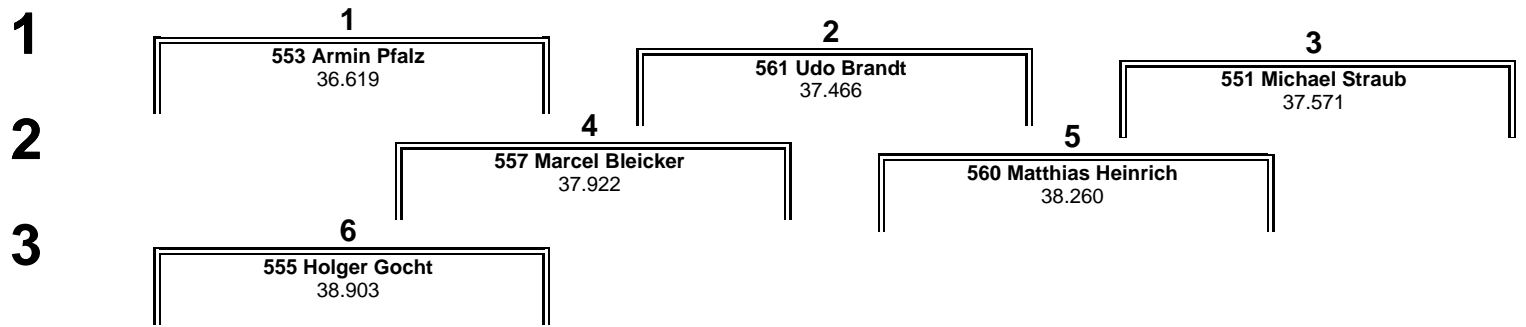 1
1
553 Armin Pfalz
36.619
2
561 Udo Brandt
37.466
3
551 Michael Straub
37.571
2
4
557 Marcel Bleicker
37.922
5
560 Matthias Heinrich
38.260
3
6
555 Holger Gocht
38.903